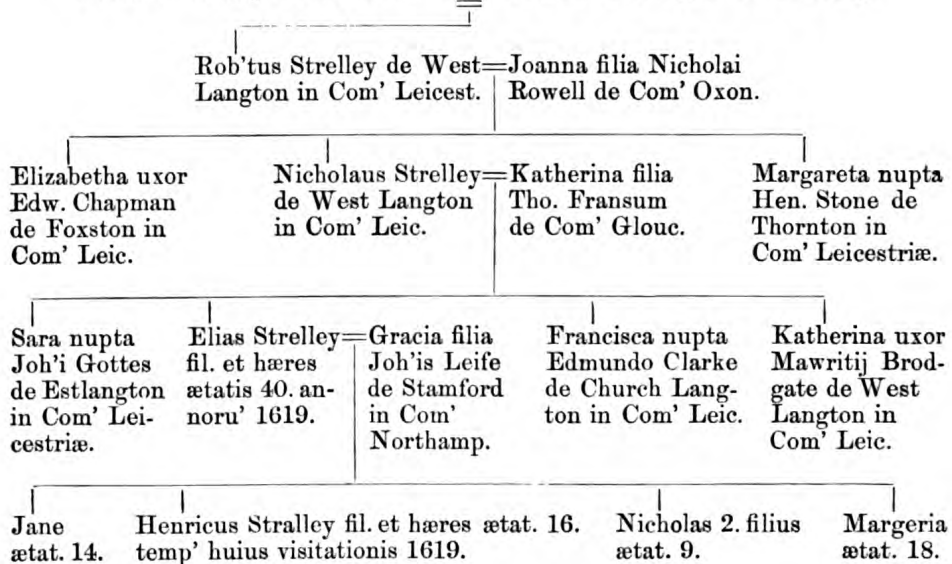 Rob'tus Strelley de West=Joanna filia Nicholai
Langton in Com' Leicest. Rowell de Com' Oxon.
Elizabetha uxor
Edw. Chapman
de Foxston in
Com' Leic.
Nicholaus Strelley=Katherina filia
de West Langton Tho. Fransum
in Com' Leic. de Com' Glouc.
Margareta nupta
Hen. Stone de
Thornton in
Com' Leicestriæ.
Sara nupta
Joh'i Gottes
de Estlangton
in Com' Lei-
cestriæ.
Elias Strelley=Gracia filia
fil. et hæres Joh'is Leife
ætatis 40. an- de Stamford
noru' 1619. in Com'
Northamp.
Francisca nupta
Edmundo Clarke
de Church Lang-
ton in Com' Leic.
Katherina uxor
Mawritij Brod-
gate de West
Langton in
Com' Leic.
Jane
ætat. 14.
Henricus Stralley fil. et hæres ætat. 16.
temp' huius visitationis 1619.
Nicholas 2. filius
ætat. 9.
Margeria
ætat. 18.